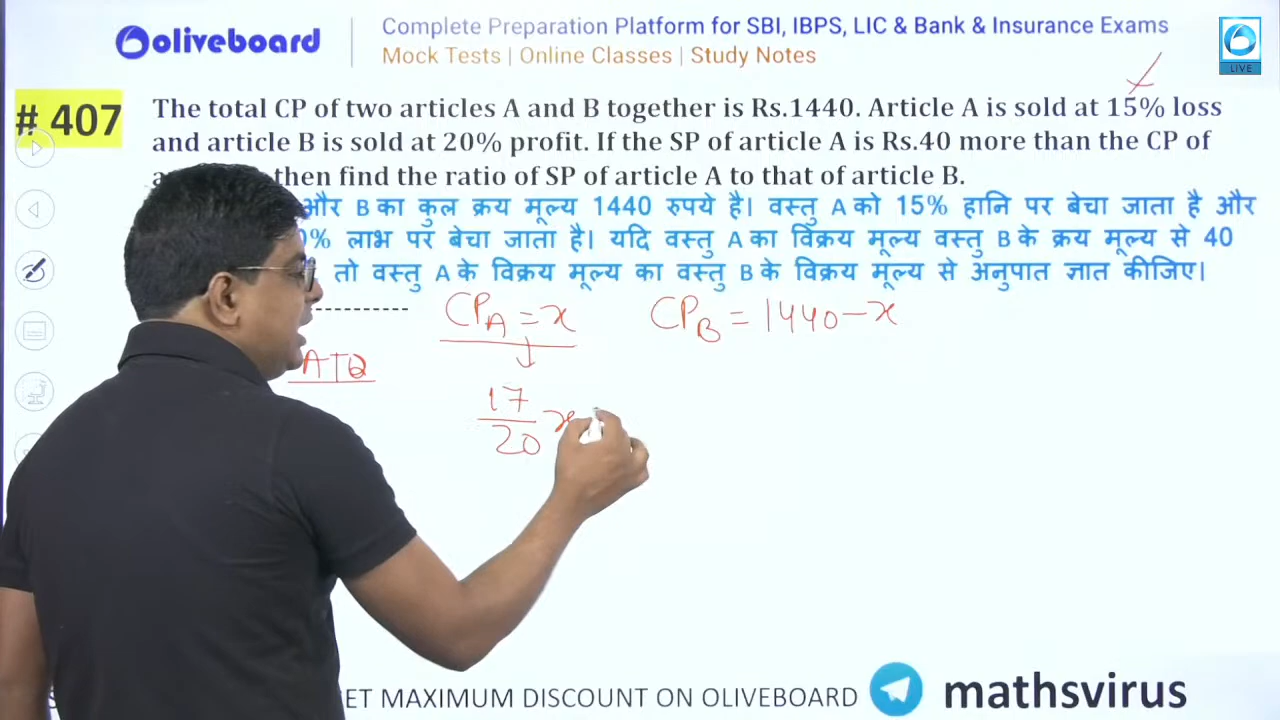 oliveboard
Complete Preparation Platform for SBI, IBPS, LIC & Bank & Insurance Exams
Mock Tests | Online Classes | Study Notes
LIVE
# 407
The total CP of two articles A and B together is Rs.1440. Article A is sold at 15% loss
and article B is sold at 20% profit. If the SP of article A is Rs.40 more than the CP of
then find the ratio of SP of article A to that of article B.
और B का कुल क्रय मूल्य 1440 रुपये है। वस्तु A को 15% हानि पर बेचा जाता है और
0% लाभ पर बेचा जाता है। यदि वस्तु A का विक्रय मूल्य वस्तु B के क्रय मूल्य से 40
तो वस्तु A के विक्रय मूल्य का वस्तु B के विक्रय मूल्य से अनुपात ज्ञात कीजिए।
CPA = x CPB = 1440 - x
ATQ
17
20 x
ET MAXIMUM DISCOUNT ON OLIVEBOARD
mathsvirus